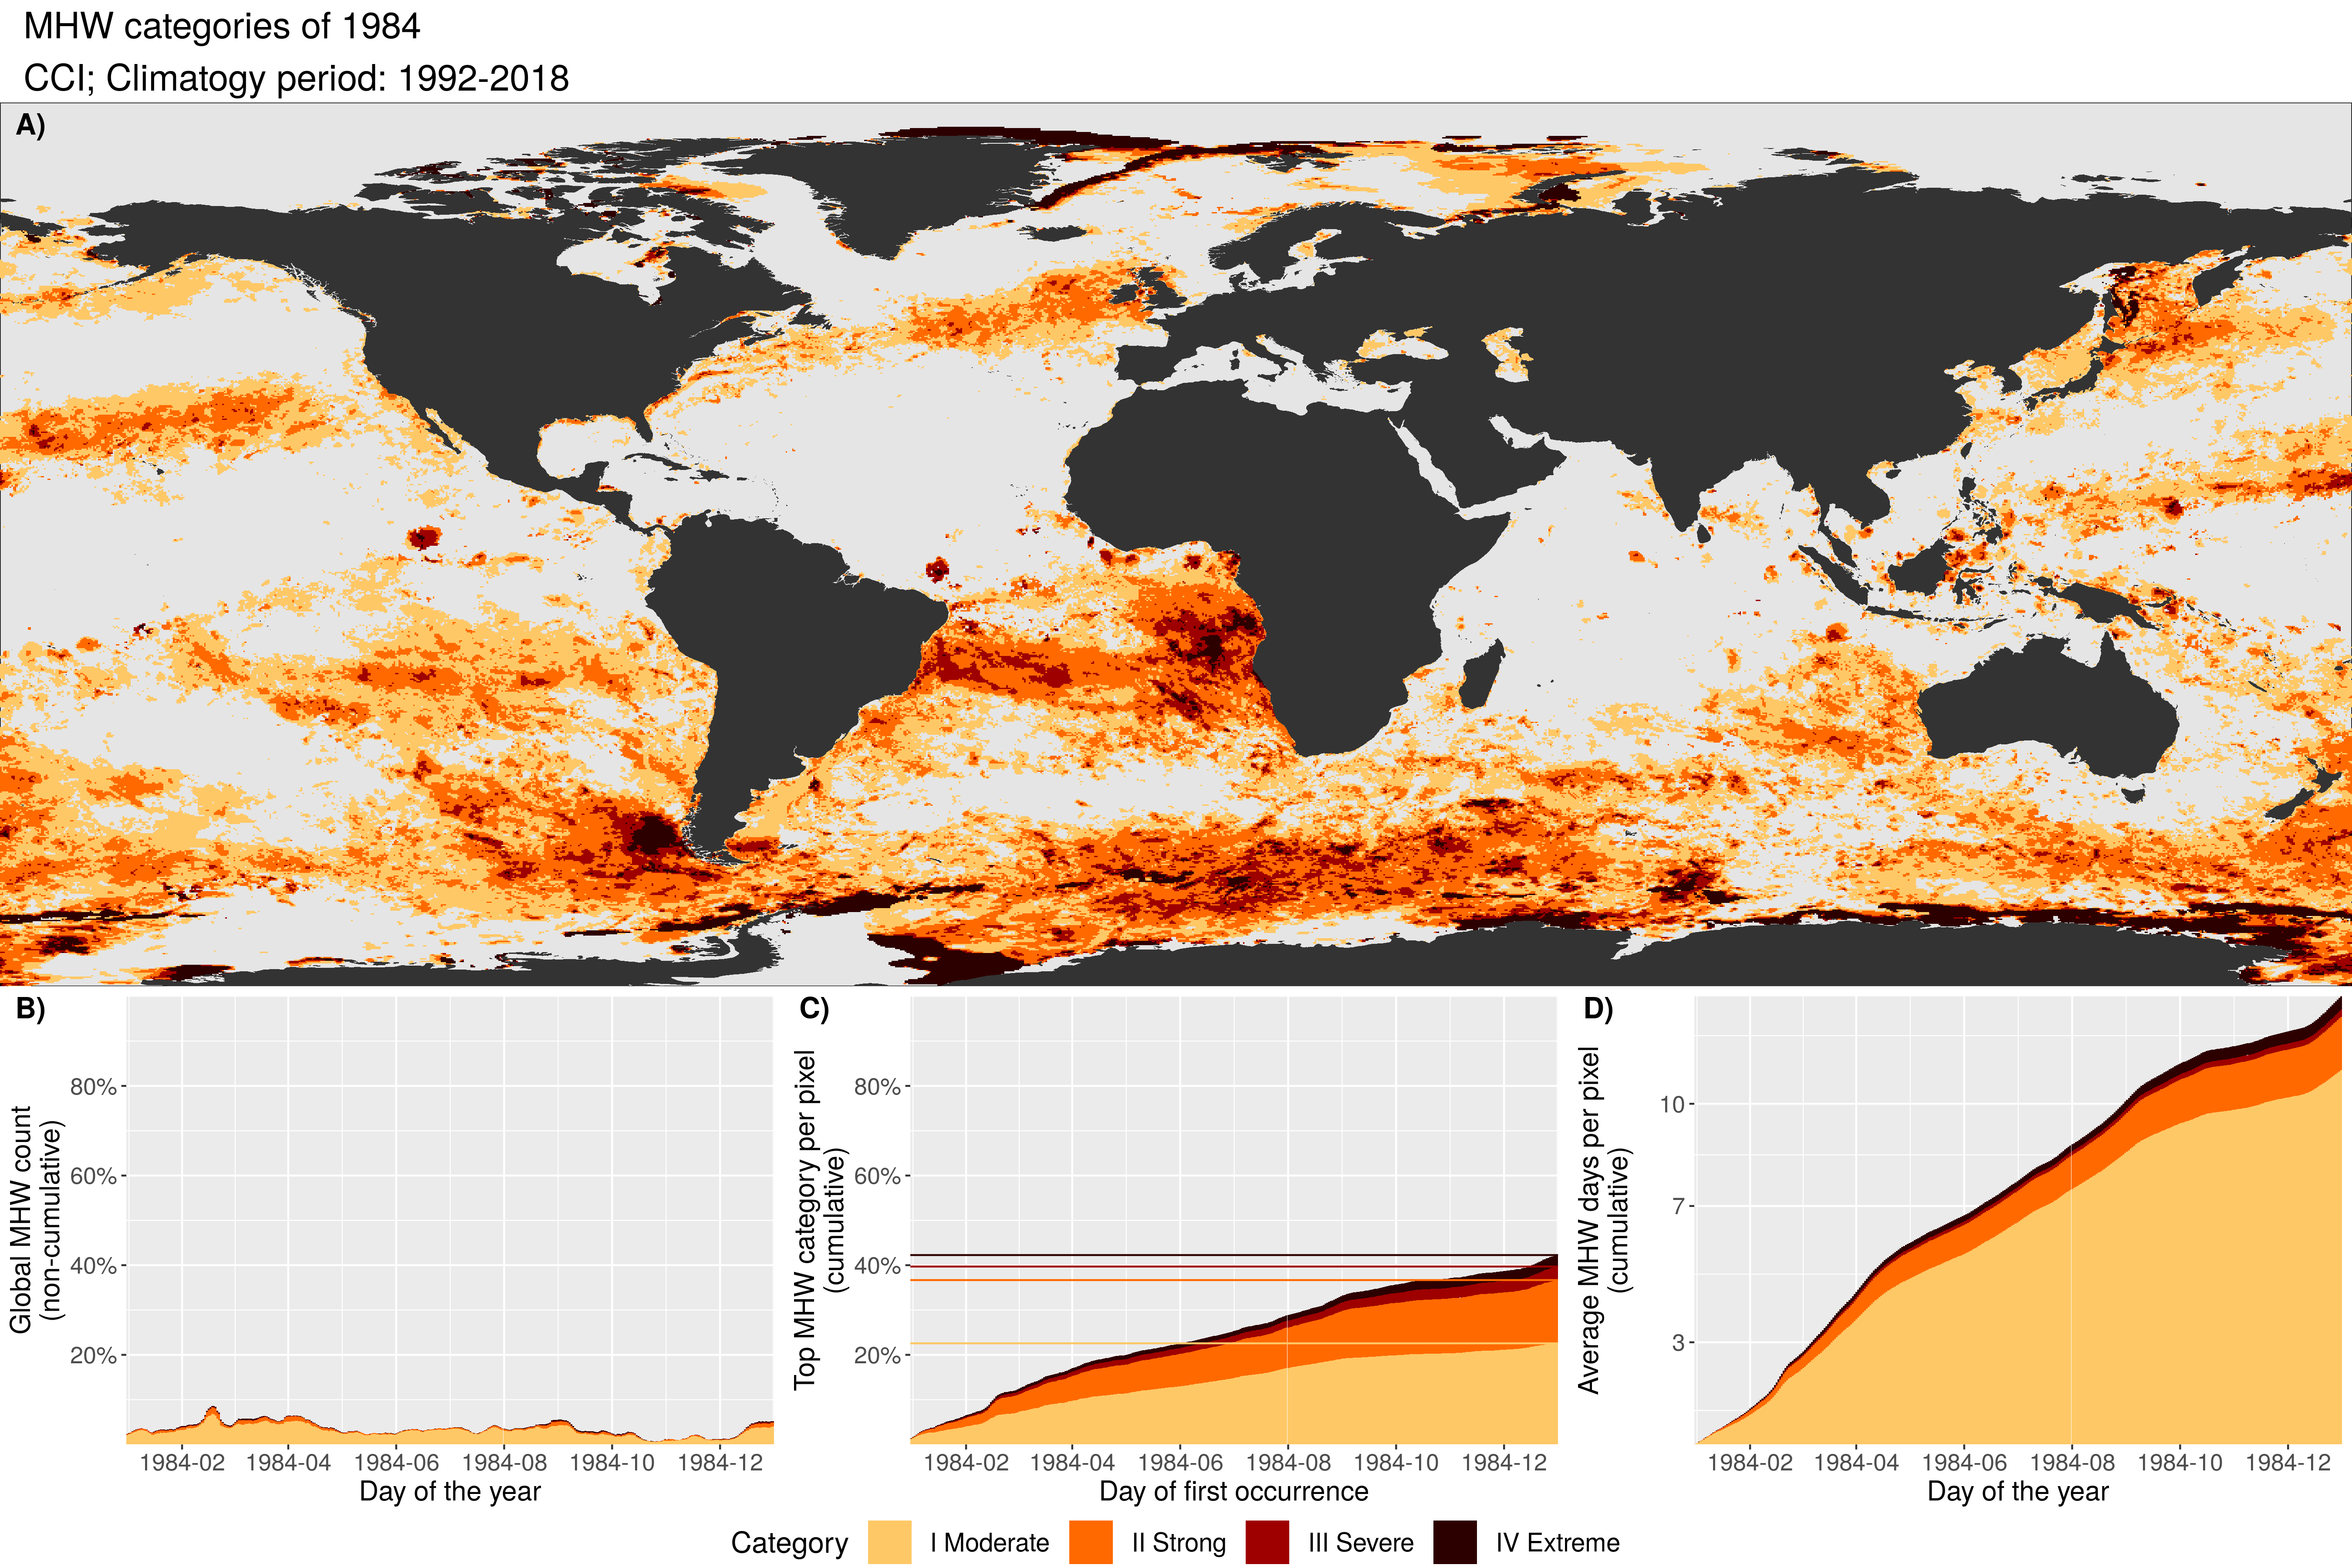 MHW categories of 1984
CCI; Climatogy period: 1992-2018
A)
B)
Global MHW count
(non-cumulative)
80%
60%
40%
20%
1984-02 1984-04 1984-06 1984-08 1984-10 1984-12
Day of the year
C)
Top MHW category per pixel
(cumulative)
80%
60%
40%
20%
1984-02 1984-04 1984-06 1984-08 1984-10 1984-12
Day of first occurrence
D)
Average MHW days per pixel
(cumulative)
10
7
3
1984-02 1984-04 1984-06 1984-08 1984-10 1984-12
Day of the year
Category I Moderate II Strong III Severe IV Extreme